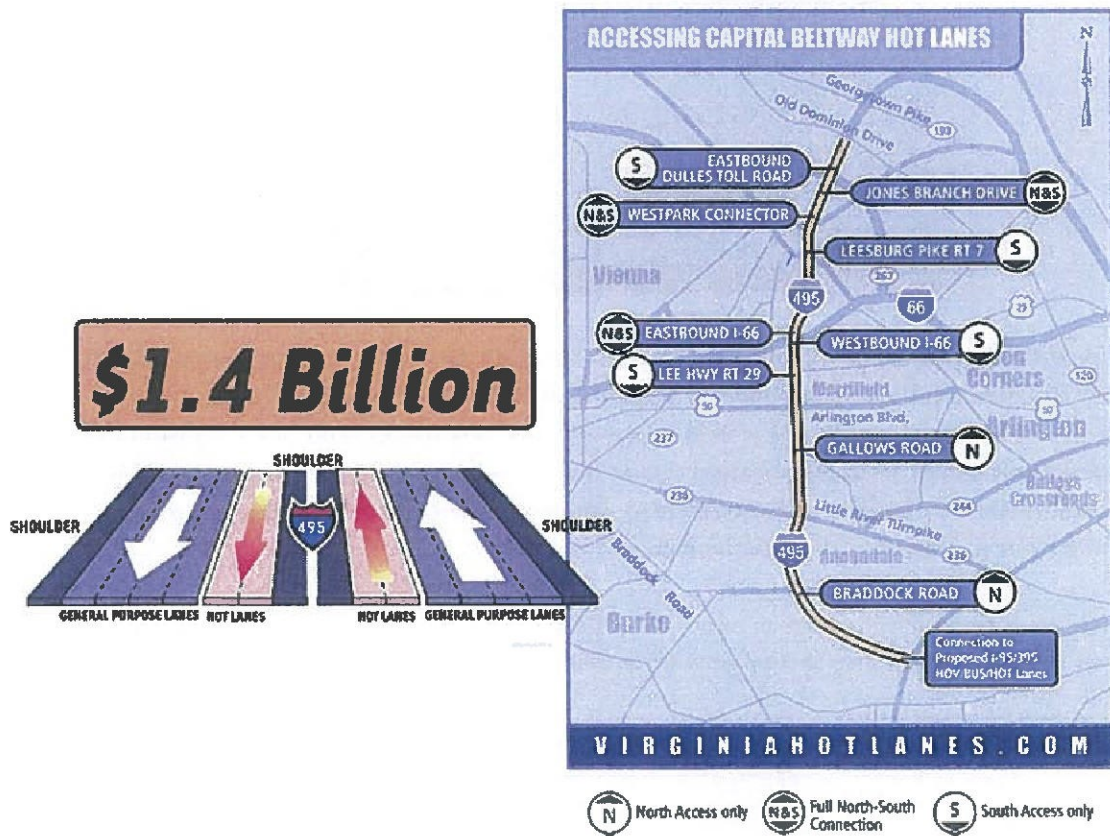 ACCESSING CAPITAL BELTWAY HOT LANES
N
Georgetown Pike
193
Old Dominion Drive
S
EASTBOUND
DULLES TOLL ROAD
JONES BRANCH DRIVE
N&S
N&S
WESTPARK CONNECTOR
LEESBURG PIKE RT 7
S
Vienna
267
495
66
29
N&S
EASTBOUND I-66
WESTBOUND I-66
S
S
LEE HWY RT 29
Corners
Merrifield
50
50
Arlington Blvd.
Arlington
237
GALLOWS ROAD
N
Baileys
Crossroads
236
244
Little River Turnpike
236
495
Annandale
Braddock
Road
BRADDOCK ROAD
N
Burke
Connection to
Proposed I-95/395
HOV/BUS/HOT Lanes
VIRGINIAHOTLANES.COM
N
North Access only
N&S
Full North-South
Connection
S
South Access only
$1.4 Billion
SHOULDER
SHOULDER
495
SHOULDER
GENERAL PURPOSE LANES
HOT LANES
HOT LANES
GENERAL PURPOSE LANES